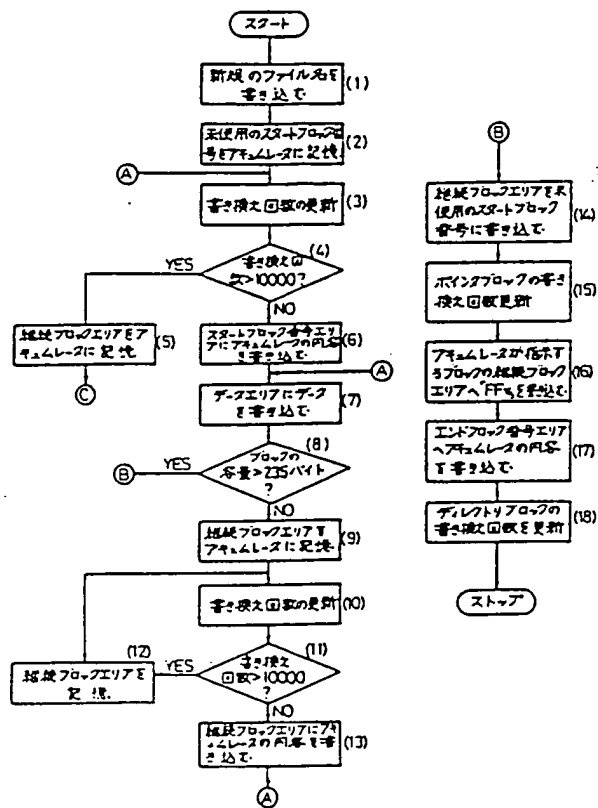 スタート
新規のファイル名を
書き込む
(1)
未使用のスタートブロック番
号をアキュムレータに記憶
(2)
A
書き換え回数の更新
(3)
書き換え回
数>10000?
(4)
YES
NO
継続ブロックエリアをア
キュムレータに記憶
(5)
C
スタートブロック番号エリ
アにアキュムレータの内容
を書き込む
(6)
A
データエリアにデータ
を書き込む
(7)
ブロックの
容量>235バイト
?
(8)
YES
B
NO
継続ブロックエリアを
アキュムレータに記憶
(9)
書き換え回数の更新
(10)
書き換え
回数>10000
?
(11)
YES
(12)
継続ブロックエリアを
記憶
NO
継続ブロックエリアにアキ
ュムレータの内容を書
き込む
(13)
A
B
継続ブロックエリアを未
使用のスタートブロック
番号に書き込む
(14)
ポインタブロックの書き
換え回数更新
(15)
アキュムレータが指示す
るブロックの継続ブロック
エリアへ"FFH"を書き込む
(16)
エンドブロック番号エリア
へアキュムレータの内容
を書き込む
(17)
ディレクトリブロックの
書き換え回数を更新
(18)
ストップ